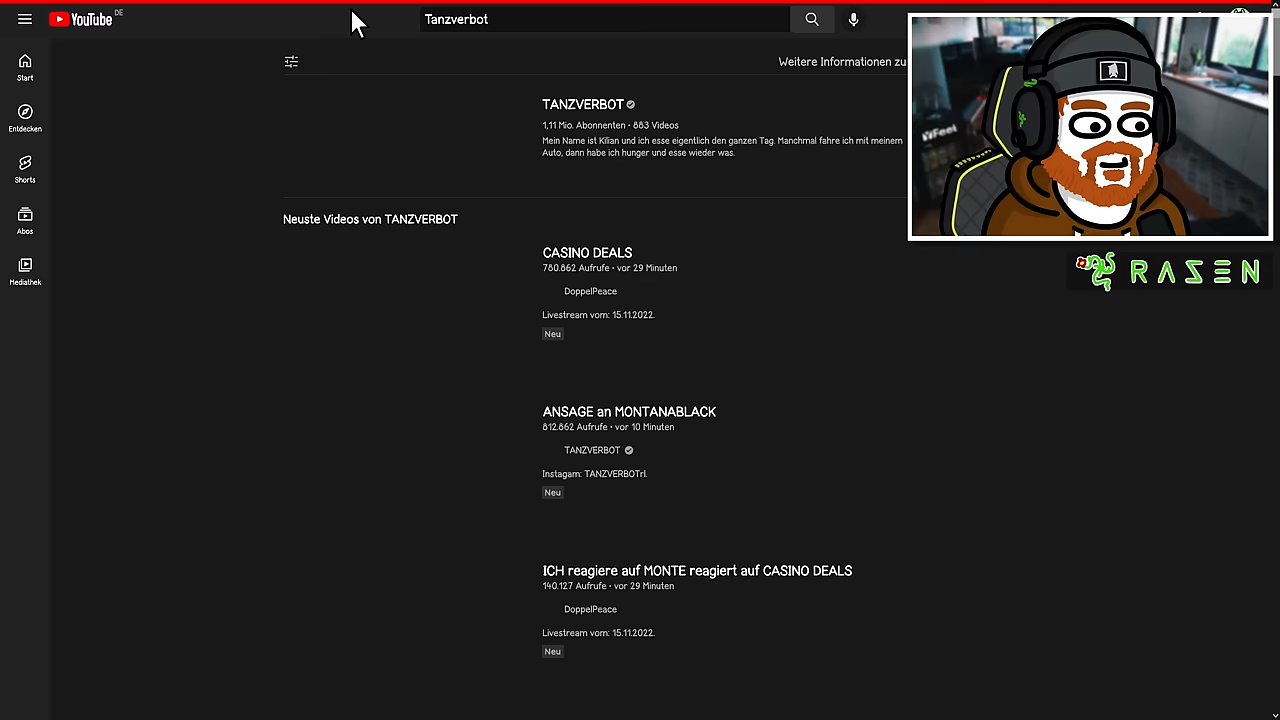 YouTube DE
Tanzverbot
Start
Entdecken
Shorts
Abos
Mediathek
Weitere Informationen zu
TANZVERBOT
1,11 Mio. Abonnenten • 883 Videos
Mein Name ist Kilian und ich esse eigentlich den ganzen Tag. Manchmal fahre ich mit meinem
Auto, dann habe ich hunger und esse wieder was.
Neuste Videos von TANZVERBOT
CASINO DEALS
780.862 Aufrufe • vor 29 Minuten
DoppelPeace
Livestream vom: 15.11.2022.
Neu
ANSAGE an MONTANABLACK
812.862 Aufrufe • vor 10 Minuten
TANZVERBOT
Instagam: TANZVERBOTrl.
Neu
ICH reagiere auf MONTE reagiert auf CASINO DEALS
140.127 Aufrufe • vor 29 Minuten
DoppelPeace
Livestream vom: 15.11.2022.
Neu
RAZEN